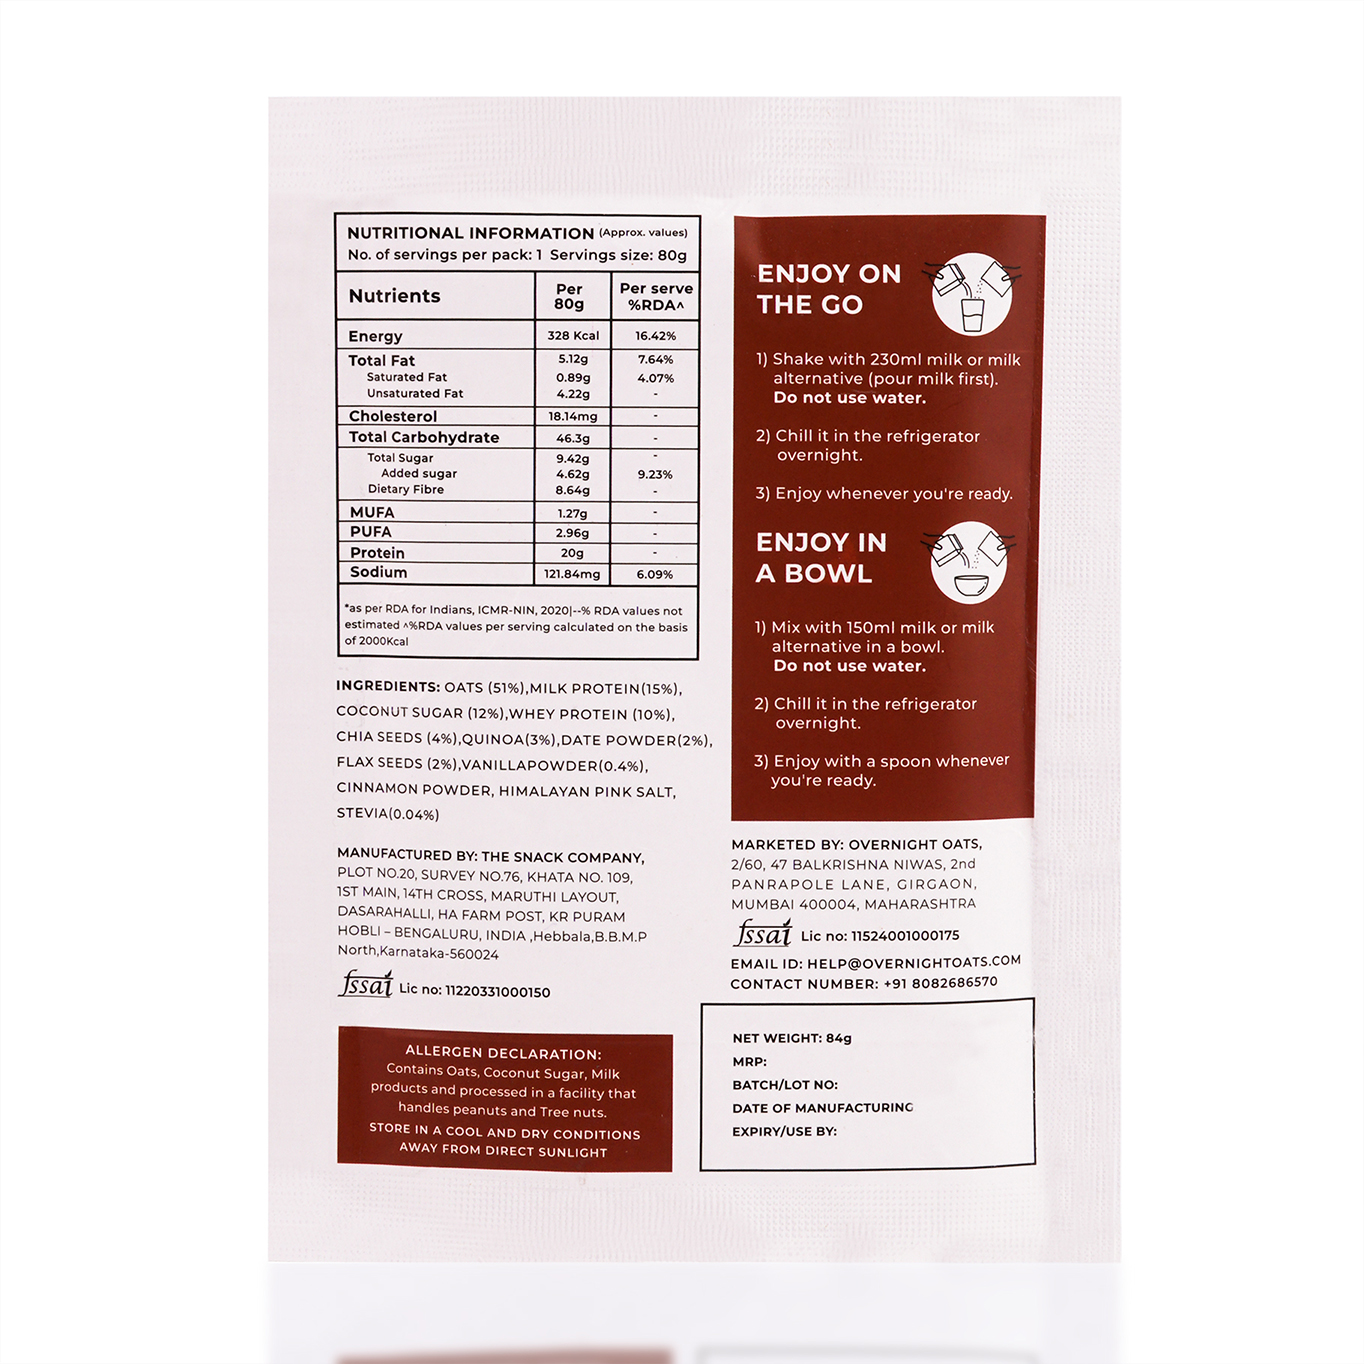 NUTRITIONAL INFORMATION (Approx. values)
No. of servings per pack: 1 Servings size: 80g
Nutrients Per 80g Per serve %RDA^
Energy 328 Kcal 16.42%
Total Fat 5.12g 7.64%
Saturated Fat 0.89g 4.07%
Unsaturated Fat 4.22g -
Cholesterol 18.14mg -
Total Carbohydrate 46.3g -
Total Sugar 9.42g -
Added sugar 4.62g 9.23%
Dietary Fibre 8.64g -
MUFA 1.27g -
PUFA 2.96g -
Protein 20g -
Sodium 121.84mg 6.09%
*as per RDA for Indians, ICMR-NIN, 2020|--% RDA values not
estimated ^%RDA values per serving calculated on the basis
of 2000Kcal
INGREDIENTS: OATS (51%),MILK PROTEIN(15%),
COCONUT SUGAR (12%),WHEY PROTEIN (10%),
CHIA SEEDS (4%),QUINOA(3%),DATE POWDER(2%),
FLAX SEEDS (2%),VANILLAPOWDER(0.4%),
CINNAMON POWDER, HIMALAYAN PINK SALT,
STEVIA(0.04%)
MANUFACTURED BY: THE SNACK COMPANY,
PLOT NO.20, SURVEY NO.76, KHATA NO. 109,
1ST MAIN, 14TH CROSS, MARUTHI LAYOUT,
DASARAHALLI, HA FARM POST, KR PURAM
HOBLI – BENGALURU, INDIA ,Hebbala,B.B.M.P
North,Karnataka-560024
fssai Lic no: 11220331000150
ALLERGEN DECLARATION:
Contains Oats, Coconut Sugar, Milk
products and processed in a facility that
handles peanuts and Tree nuts.
STORE IN A COOL AND DRY CONDITIONS
AWAY FROM DIRECT SUNLIGHT
ENJOY ON
THE GO
1) Shake with 230ml milk or milk
alternative (pour milk first).
Do not use water.
2) Chill it in the refrigerator
overnight.
3) Enjoy whenever you're ready.
ENJOY IN
A BOWL
1) Mix with 150ml milk or milk
alternative in a bowl.
Do not use water.
2) Chill it in the refrigerator
overnight.
3) Enjoy with a spoon whenever
you're ready.
MARKETED BY: OVERNIGHT OATS,
2/60, 47 BALKRISHNA NIWAS, 2nd
PANRAPOLE LANE, GIRGAON,
MUMBAI 400004, MAHARASHTRA
fssai Lic no: 11524001000175
EMAIL ID: HELP@OVERNIGHTOATS.COM
CONTACT NUMBER: +91 8082686570
NET WEIGHT: 84g
MRP:
BATCH/LOT NO:
DATE OF MANUFACTURING
EXPIRY/USE BY: